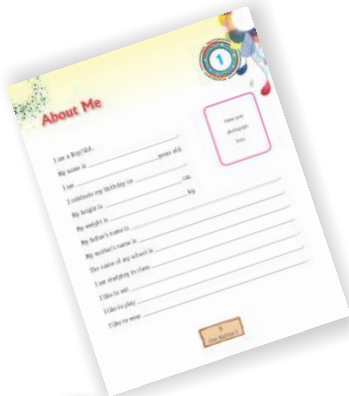 1
About Me
Paste your
photograph
here.
I am a Boy/Girl.
My name is
I am years old.
I celebrate my birthday on
My height is cm.
My weight is kg.
My father's name is
My mother's name is
The name of my school is
I am studying in class
I like to eat
I like to play
I like to wear